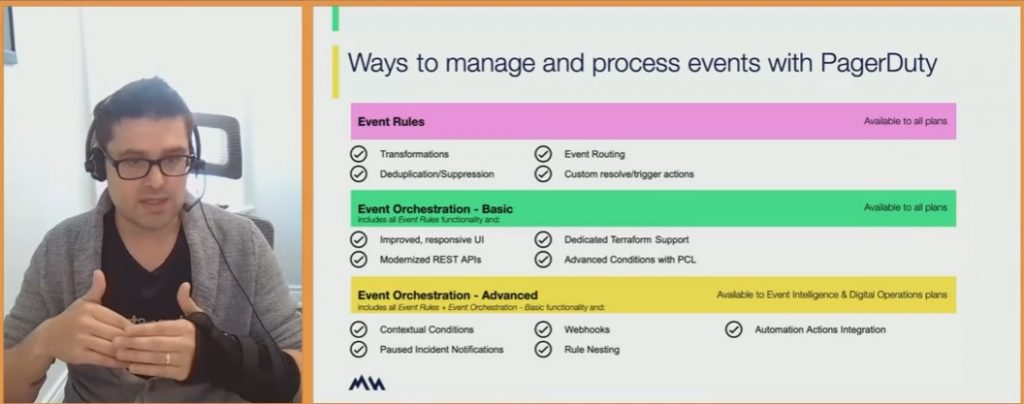 Ways to manage and process events with PagerDuty
Event Rules Available to all plans
Transformations Event Routing
Deduplication/Suppression Custom resolve/trigger actions
Event Orchestration - Basic Available to all plans
Includes all Event Rules functionality and:
Improved, responsive UI Dedicated Terraform Support
Modernized REST APIs Advanced Conditions with PCL
Event Orchestration - Advanced Available to Event Intelligence & Digital Operations plans
Includes all Event Rules + Event Orchestration - Basic functionality and:
Contextual Conditions Webhooks Automation Actions Integration
Paused Incident Notifications Rule Nesting